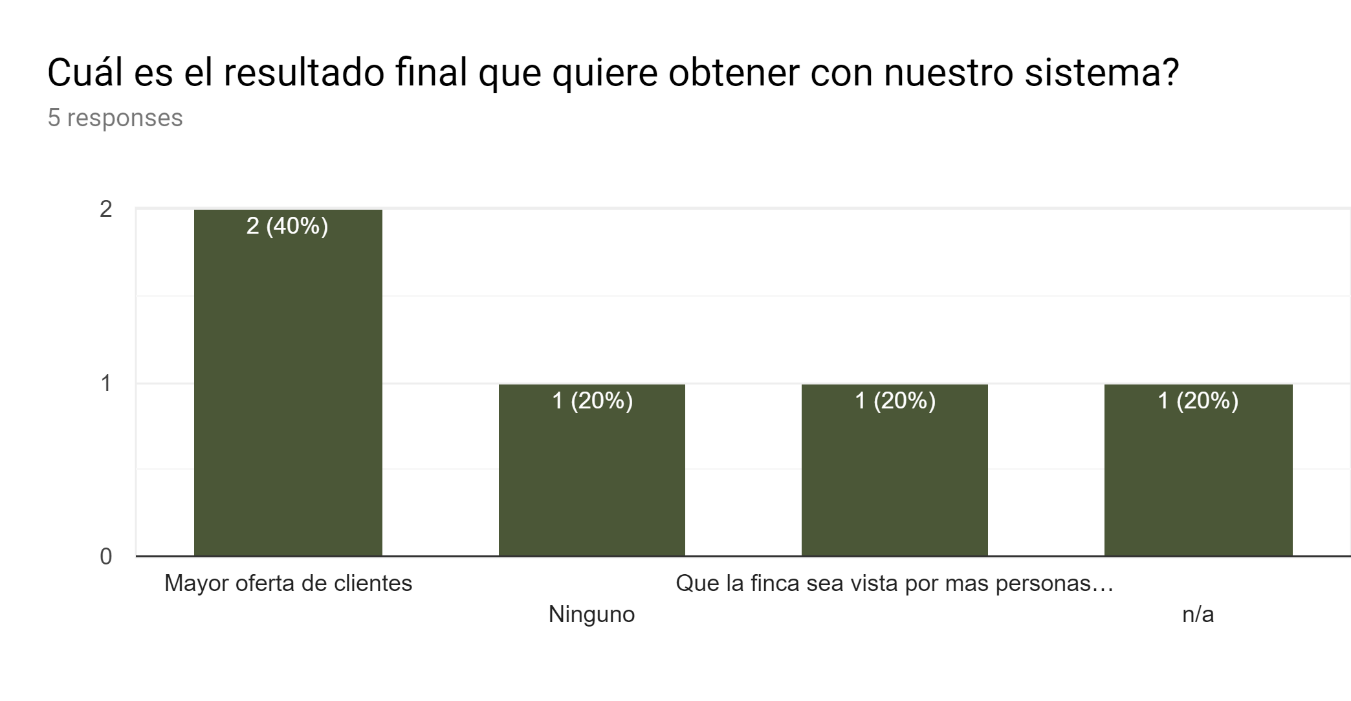 Cuál es el resultado final que quiere obtener con nuestro sistema?
5 responses
2
2 (40%)
1
1 (20%)
1 (20%)
1 (20%)
0
Mayor oferta de clientes
Que la finca sea vista por mas personas…
Ninguno
n/a